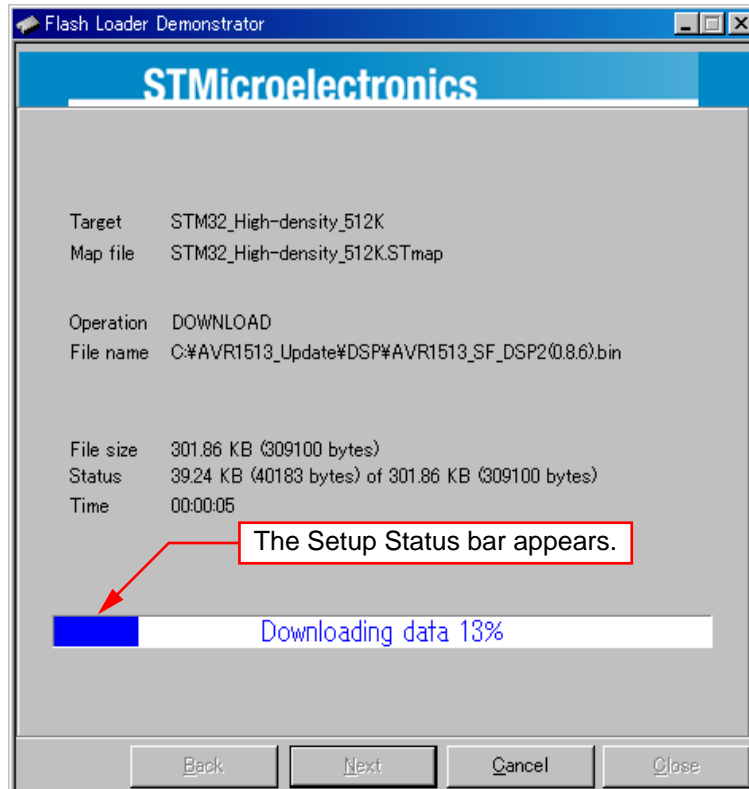 Flash Loader Demonstrator
STMicroelectronics
Target STM32_High-density_512K
Map file STM32_High-density_512K.STmap
Operation DOWNLOAD
File name C:¥AVR1513_Update¥DSP¥AVR1513_SF_DSP2(0.8.6).bin
File size 301.86 KB (309100 bytes)
Status 39.24 KB (40183 bytes) of 301.86 KB (309100 bytes)
Time 00:00:05
The Setup Status bar appears.
Downloading data 13%
Back Next Cancel Close